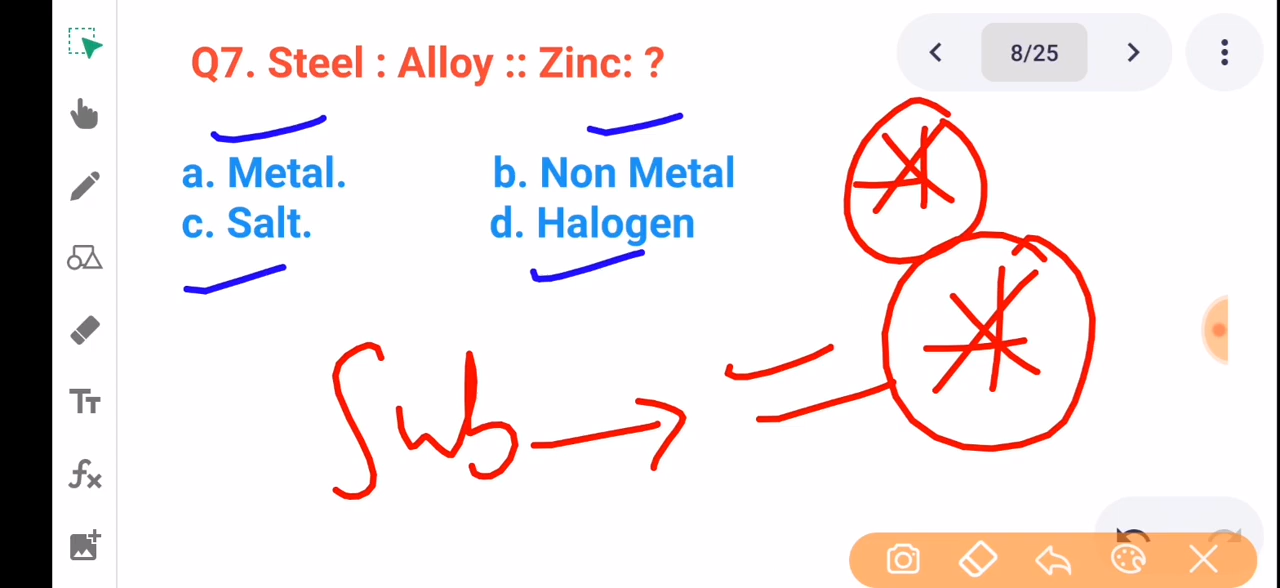 Q7. Steel : Alloy :: Zinc: ?
8/25
a. Metal. b. Non Metal
c. Salt. d. Halogen
Sub